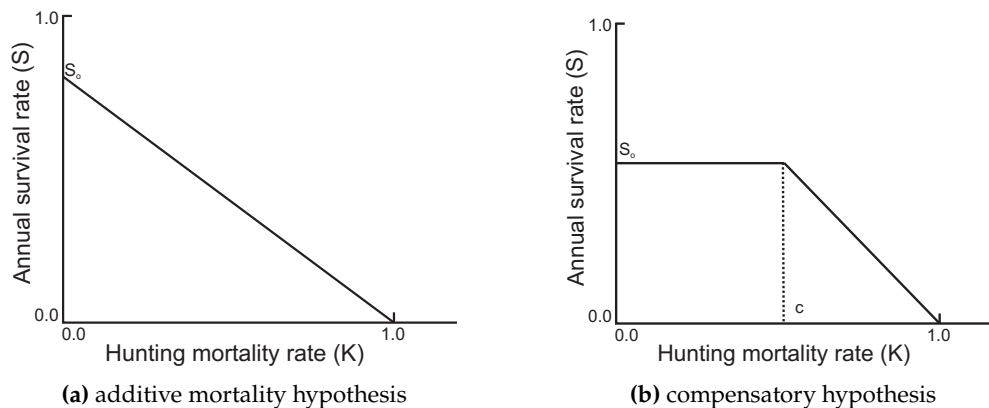 1.0
Annual survival rate (S)
S₀
0.0
0.0
1.0
Hunting mortality rate (K)
(a) additive mortality hypothesis
1.0
Annual survival rate (S)
S₀
0.0
0.0
c
1.0
Hunting mortality rate (K)
(b) compensatory hypothesis